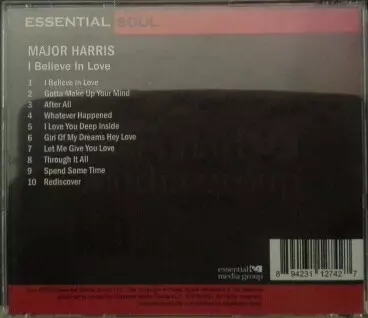 ESSENTIAL SOUL
MAJOR HARRIS
I Believe In Love
1 I Believe In Love
2 Gotta Make Up Your Mind
3 After All
4 Whatever Happened
5 I Love You Deep Inside
6 Girl Of My Dreams Hey Love
7 Let Me Give You Love
8 Through It All
9 Spend Some Time
10 Rediscover
essential
media group
8 94231 12742 7